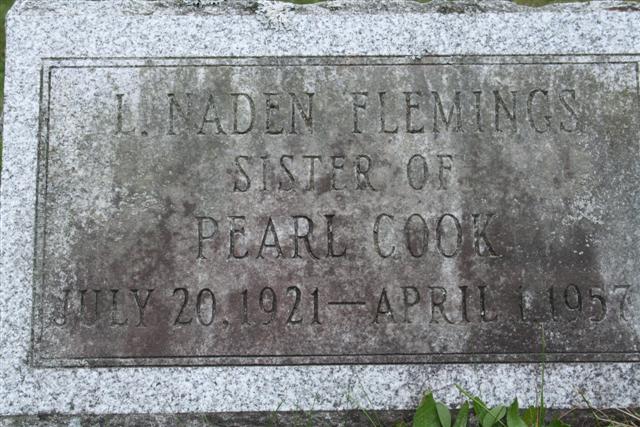 L. NADEN FLEMINGS
SISTER OF
PEARL COOK
JULY 20, 1921—APRIL 1, 1957